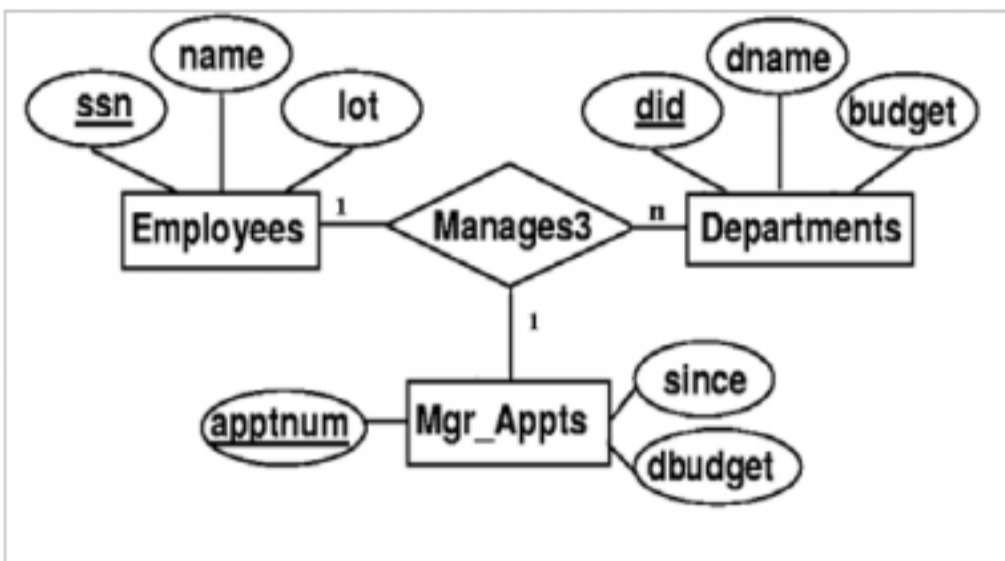 name
dname
ssn
lot
did
budget
Employees
1
Manages3
n
Departments
1
since
apptnum
Mgr_Appts
dbudget